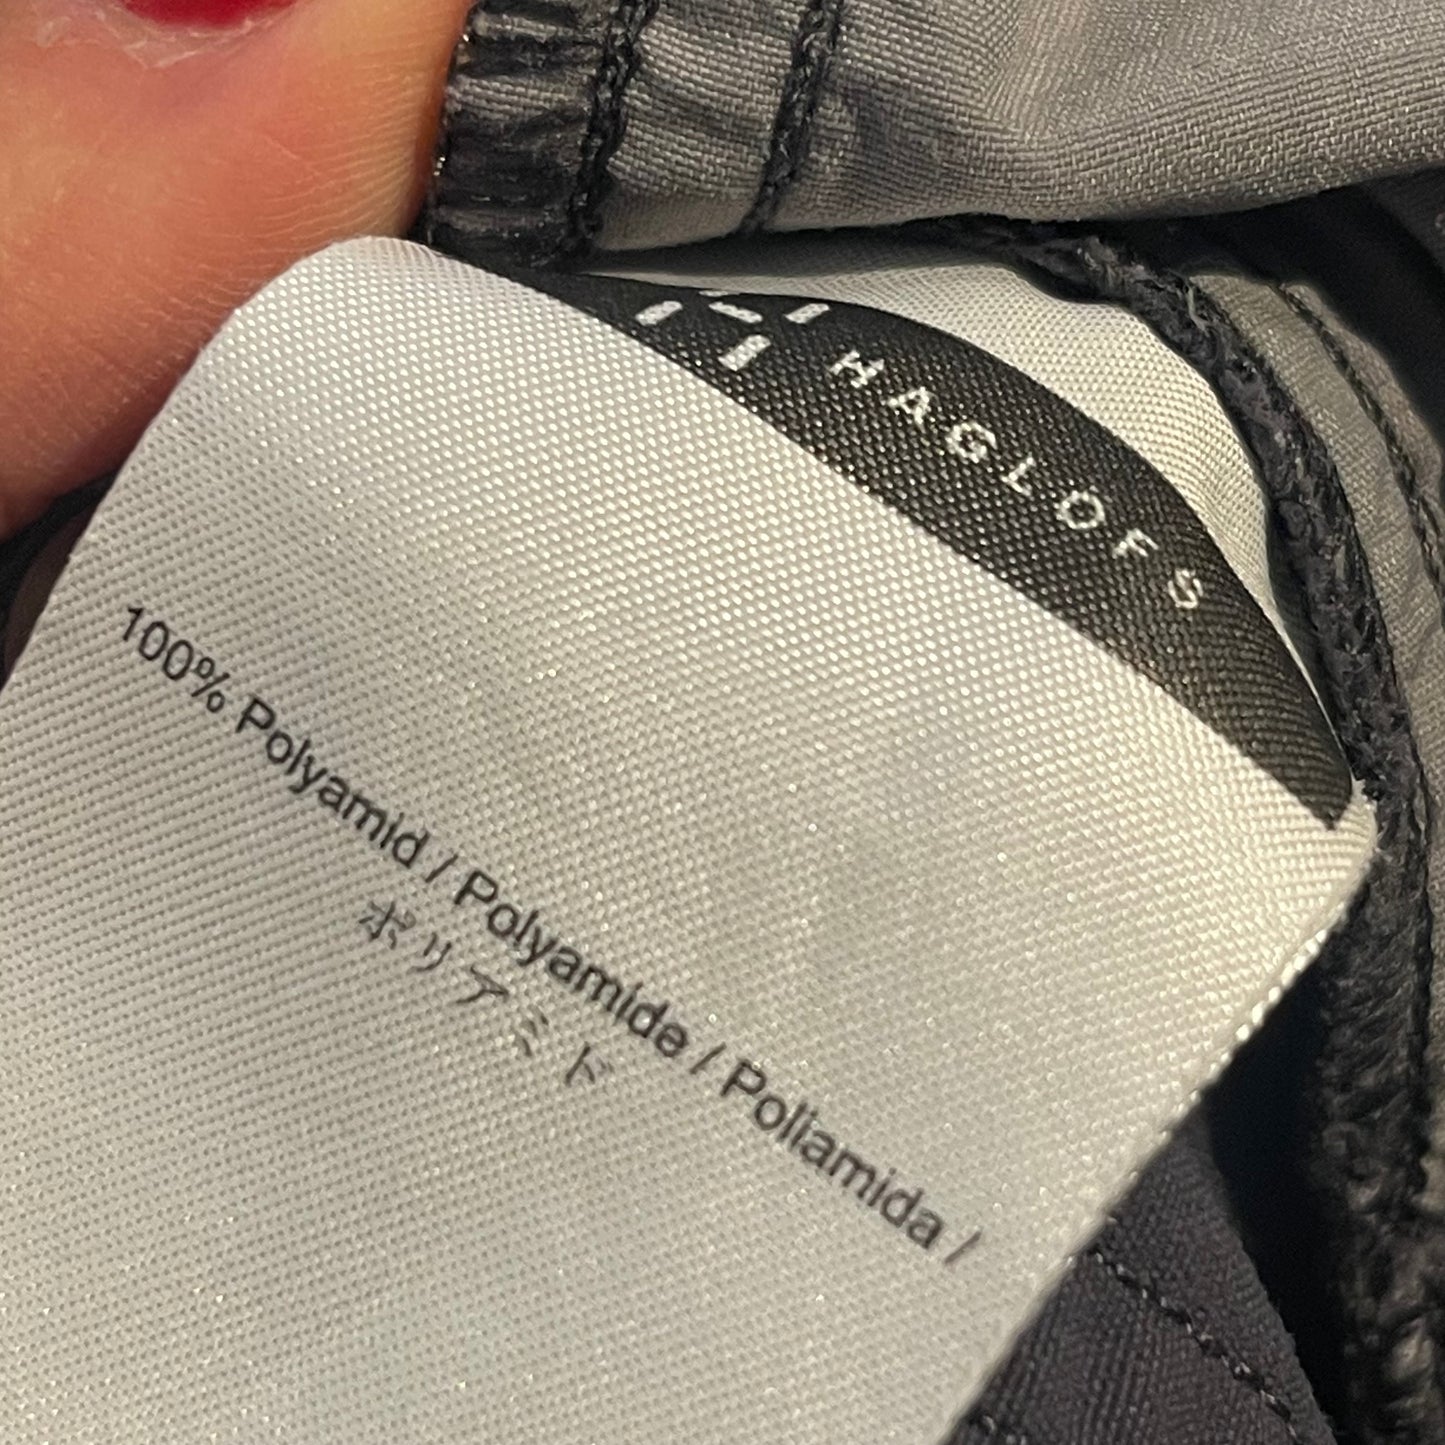 HAGLOFS
100% Polyamid / Polyamide / Poliamida /
ポリアミド